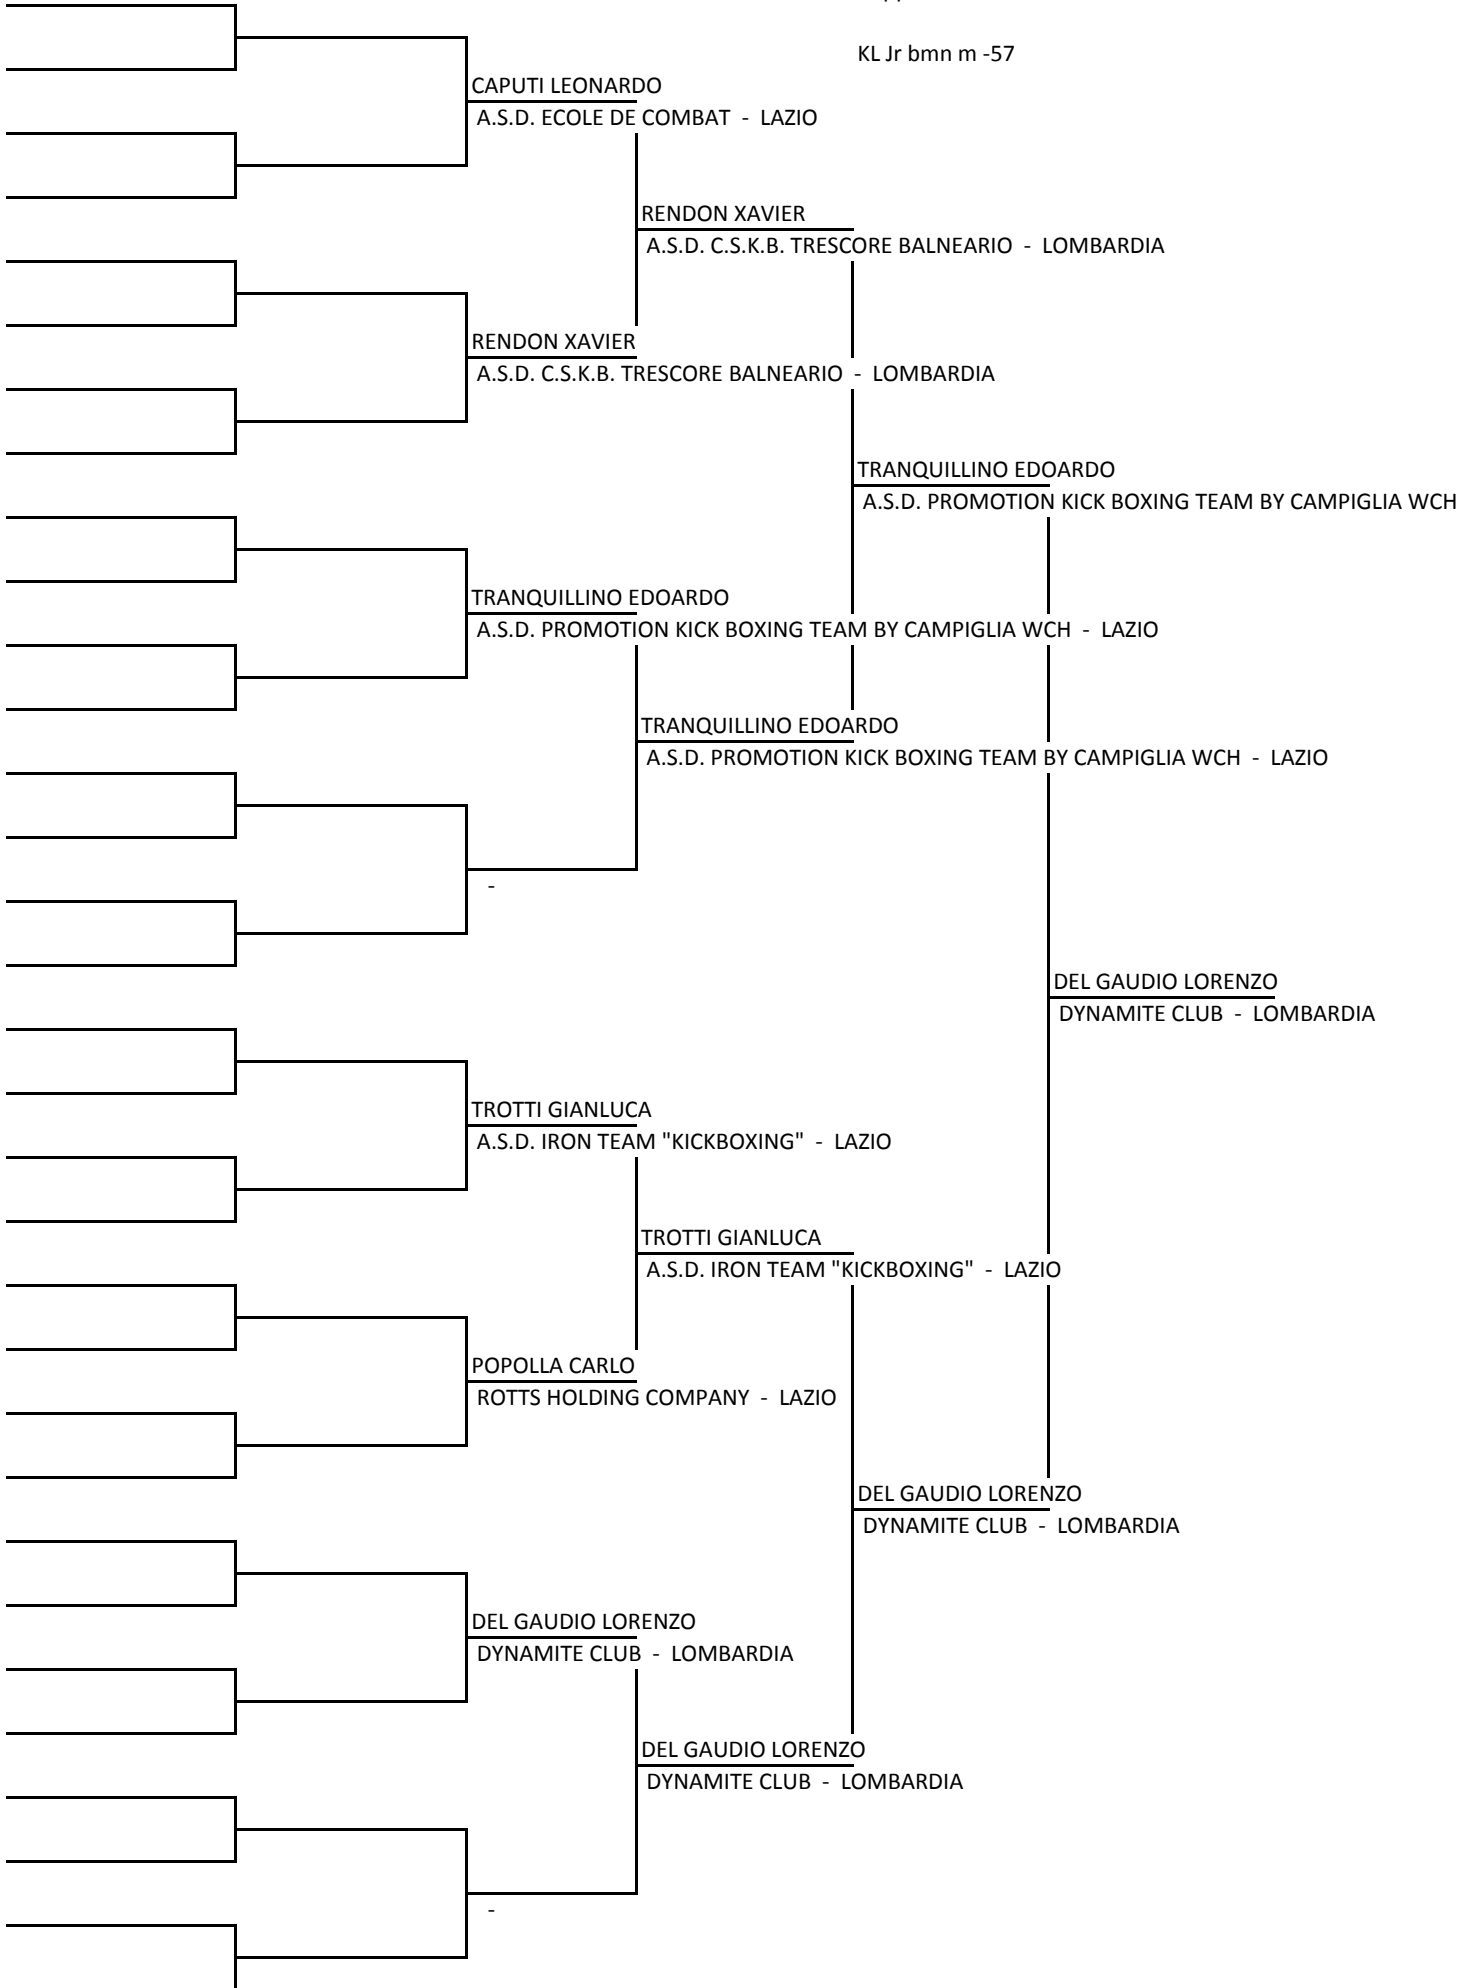 KL Jr bmn m -57
CAPUTI LEONARDO
A.S.D. ECOLE DE COMBAT - LAZIO
RENDON XAVIER
A.S.D. C.S.K.B. TRESCORE BALNEARIO - LOMBARDIA
RENDON XAVIER
A.S.D. C.S.K.B. TRESCORE BALNEARIO - LOMBARDIA
TRANQUILLINO EDOARDO
A.S.D. PROMOTION KICK BOXING TEAM BY CAMPIGLIA WCH
TRANQUILLINO EDOARDO
A.S.D. PROMOTION KICK BOXING TEAM BY CAMPIGLIA WCH - LAZIO
TRANQUILLINO EDOARDO
A.S.D. PROMOTION KICK BOXING TEAM BY CAMPIGLIA WCH - LAZIO
-
DEL GAUDIO LORENZO
DYNAMITE CLUB - LOMBARDIA
TROTTI GIANLUCA
A.S.D. IRON TEAM "KICKBOXING" - LAZIO
TROTTI GIANLUCA
A.S.D. IRON TEAM "KICKBOXING" - LAZIO
POPOLLA CARLO
ROTTS HOLDING COMPANY - LAZIO
DEL GAUDIO LORENZO
DYNAMITE CLUB - LOMBARDIA
DEL GAUDIO LORENZO
DYNAMITE CLUB - LOMBARDIA
DEL GAUDIO LORENZO
DYNAMITE CLUB - LOMBARDIA
-